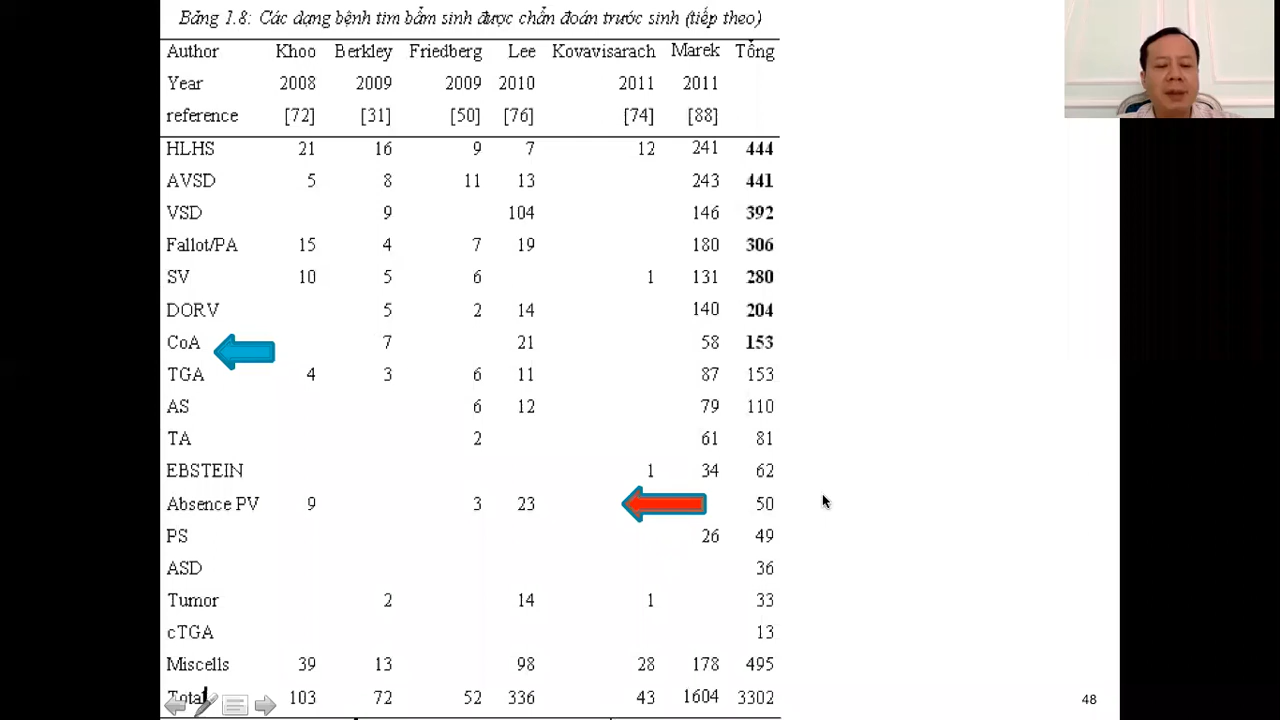 Bảng 1.8: Các dạng bệnh tim bẩm sinh được chẩn đoán trước sinh (tiếp theo)
Author Khoo Berkley Friedberg Lee Kovavisarach Marek Tổng
Year 2008 2009 2009 2010 2011 2011
reference [72] [31] [50] [76] [74] [88]
HLHS 21 16 9 7 12 241 444
AVSD 5 8 11 13 243 441
VSD 9 104 146 392
Fallot/PA 15 4 7 19 180 306
SV 10 5 6 1 131 280
DORV 5 2 14 140 204
CoA 7 21 58 153
TGA 4 3 6 11 87 153
AS 6 12 79 110
TA 2 61 81
EBSTEIN 1 34 62
Absence PV 9 3 23 50
PS 26 49
ASD 36
Tumor 2 14 1 33
cTGA 13
Miscells 39 13 98 28 178 495
Total 103 72 52 336 43 1604 3302
48